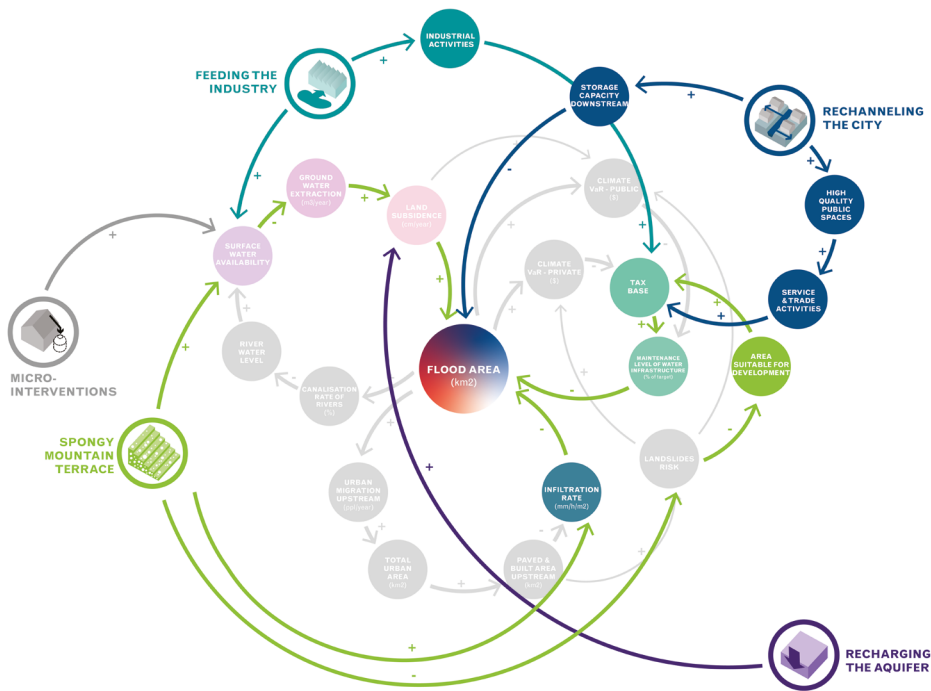 INDUSTRIAL
ACTIVITIES
+
FEEDING THE
INDUSTRY
STORAGE
CAPACITY
DOWNSTREAM
+
RECHANNELING
THE CITY
+
+
-
GROUND
WATER
EXTRACTION
(m3/year)
+
CLIMATE
VaR - PUBLIC
($)
HIGH
QUALITY
PUBLIC
SPACES
LAND
SUBSIDENCE
(cm/year)
-
+
+
+
SURFACE
WATER
AVAILABILITY
+
CLIMATE
VaR - PRIVATE
($)
-
-
TAX
BASE
+
SERVICE
& TRADE
ACTIVITIES
+
+
+
+
MICRO-
INTERVENTIONS
RIVER
WATER
LEVEL
+
-
CANALISATION
RATE OF
RIVERS
(%)
+
FLOOD AREA
(km2)
-
MAINTENANCE
LEVEL OF WATER
INFRASTRUCTURE
(% of target)
AREA
SUITABLE FOR
DEVELOPMENT
SPONGY
MOUNTAIN
TERRACE
+
-
-
LANDSLIDES
RISK
+
URBAN
MIGRATION
UPSTREAM
(ppl/year)
INFILTRATION
RATE
(mm/h/m2)
+
-
TOTAL
URBAN
AREA
(km2)
+
PAVED &
BUILT AREA
UPSTREAM
(km2)
+
+
-
RECHARGING
THE AQUIFER